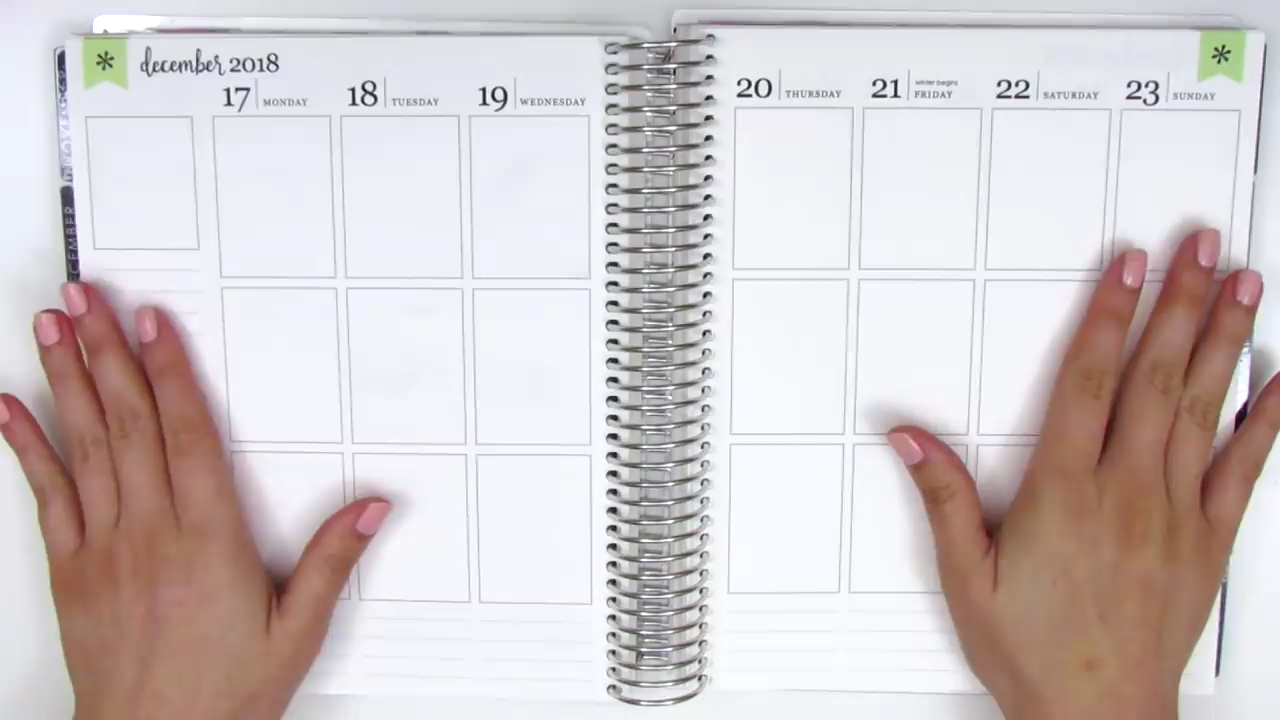 * december 2018 *
17 MONDAY 18 TUESDAY 19 WEDNESDAY 20 THURSDAY 21 winter begins FRIDAY 22 SATURDAY 23 SUNDAY